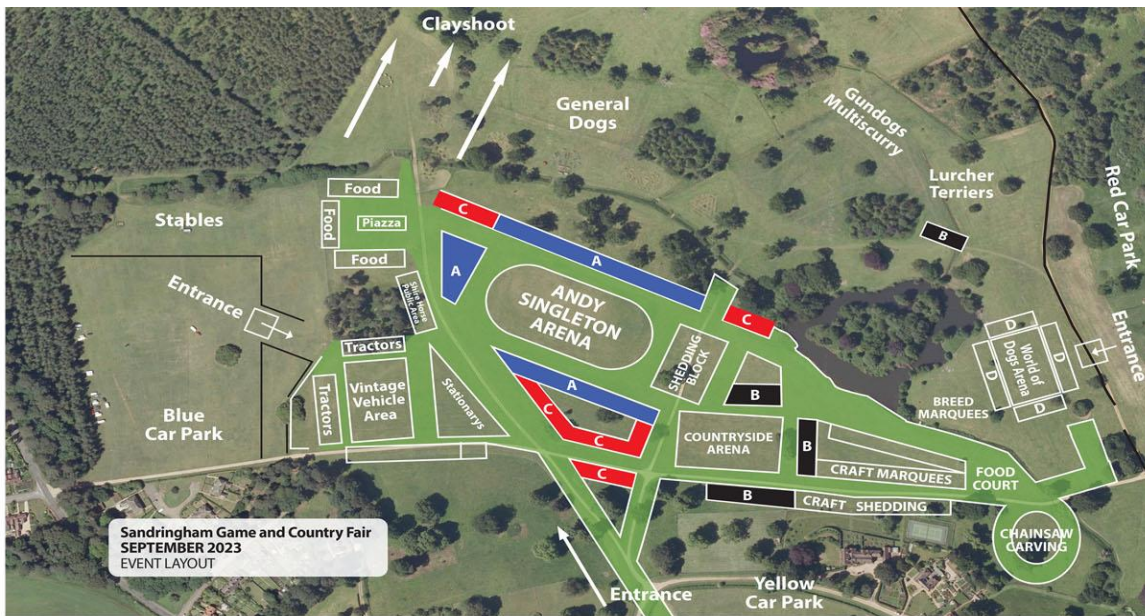 Clayshoot
General
Dogs
Gundogs
Multiscurry
Lurcher
Terriers
Red Car Park
Food
Food
Piazza
Food
Stables
Entrance
Shire Horse
Public Area
C
A
A
ANDY
SINGLETON
ARENA
C
B
SHEDDING
BLOCK
Tractors
Tractors
Vintage
Vehicle
Area
Stationarys
A
C
C
C
B
COUNTRYSIDE
ARENA
B
CRAFT MARQUEES
B
CRAFT SHEDDING
FOOD
COURT
BREED
MARQUEES
D
D
World of
Dogs Arena
D
D
Entrance
Blue
Car Park
CHAINSAW
CARVING
Sandringham Game and Country Fair
SEPTEMBER 2023
EVENT LAYOUT
Entrance
Yellow
Car Park